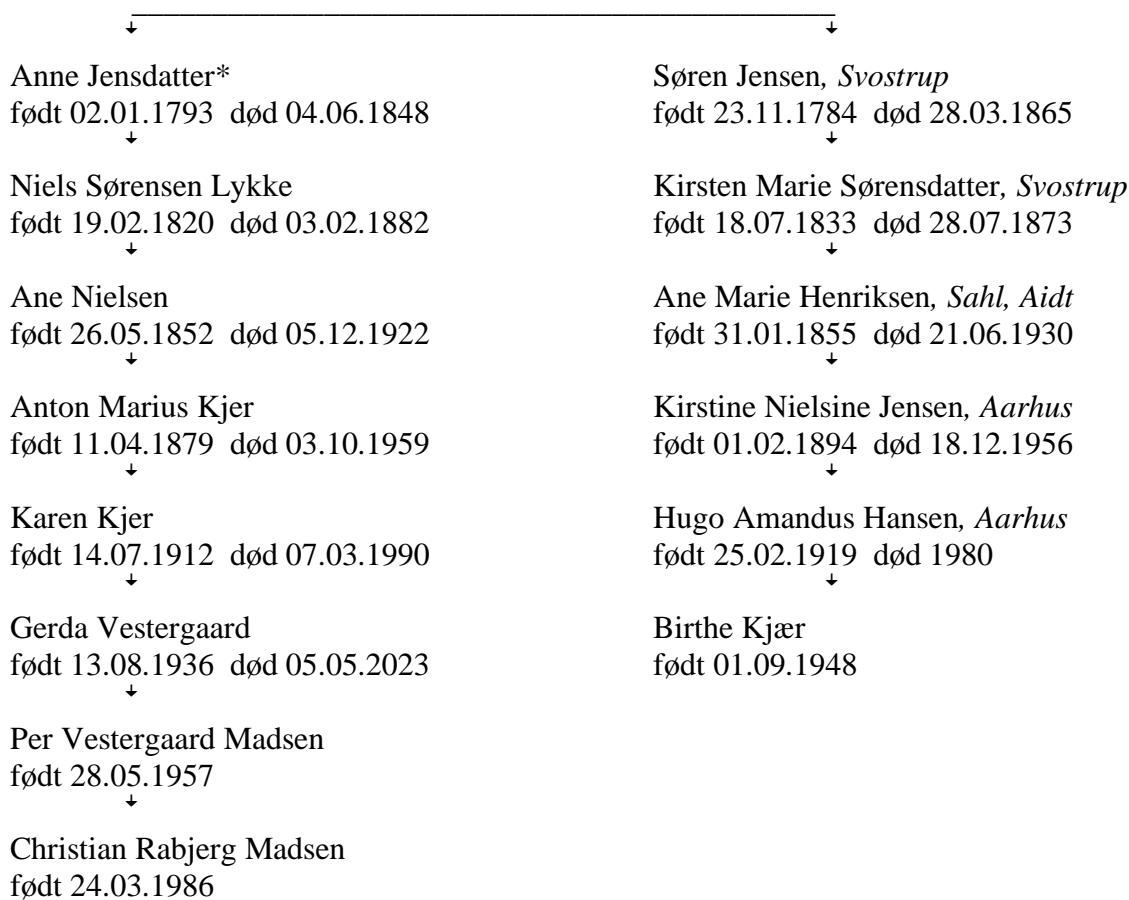 Anne Jensdatter*
født 02.01.1793 død 04.06.1848
Niels Sørensen Lykke
født 19.02.1820 død 03.02.1882
Ane Nielsen
født 26.05.1852 død 05.12.1922
Anton Marius Kjer
født 11.04.1879 død 03.10.1959
Karen Kjer
født 14.07.1912 død 07.03.1990
Gerda Vestergaard
født 13.08.1936 død 05.05.2023
Per Vestergaard Madsen
født 28.05.1957
Christian Rabjerg Madsen
født 24.03.1986
Søren Jensen, Svostrup
født 23.11.1784 død 28.03.1865
Kirsten Marie Sørensdatter, Svostrup
født 18.07.1833 død 28.07.1873
Ane Marie Henriksen, Sahl, Aidt
født 31.01.1855 død 21.06.1930
Kirstine Nielsine Jensen, Aarhus
født 01.02.1894 død 18.12.1956
Hugo Amandus Hansen, Aarhus
født 25.02.1919 død 1980
Birthe Kjær
født 01.09.1948